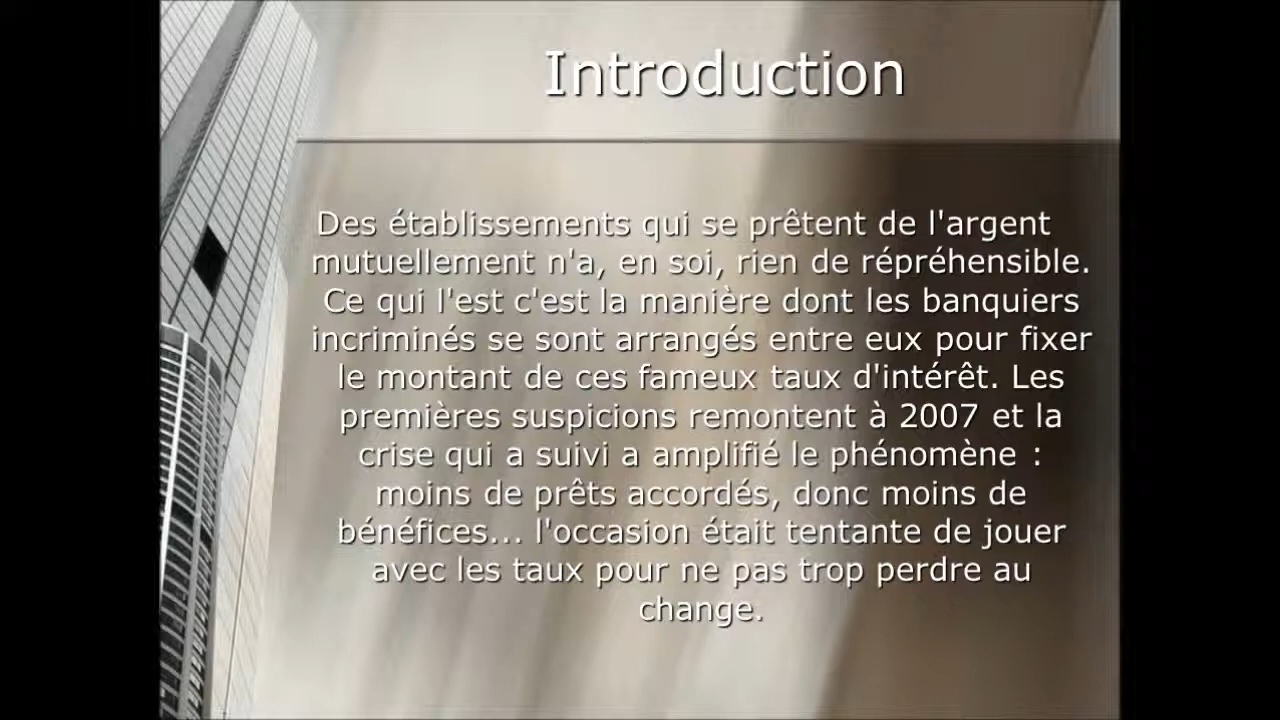 Introduction
Des établissements qui se prêtent de l'argent
mutuellement n'a, en soi, rien de répréhensible.
Ce qui l'est c'est la manière dont les banquiers
incriminés se sont arrangés entre eux pour fixer
le montant de ces fameux taux d'intérêt. Les
premières suspicions remontent à 2007 et la
crise qui a suivi a amplifié le phénomène :
moins de prêts accordés, donc moins de
bénéfices... l'occasion était tentante de jouer
avec les taux pour ne pas trop perdre au
change.